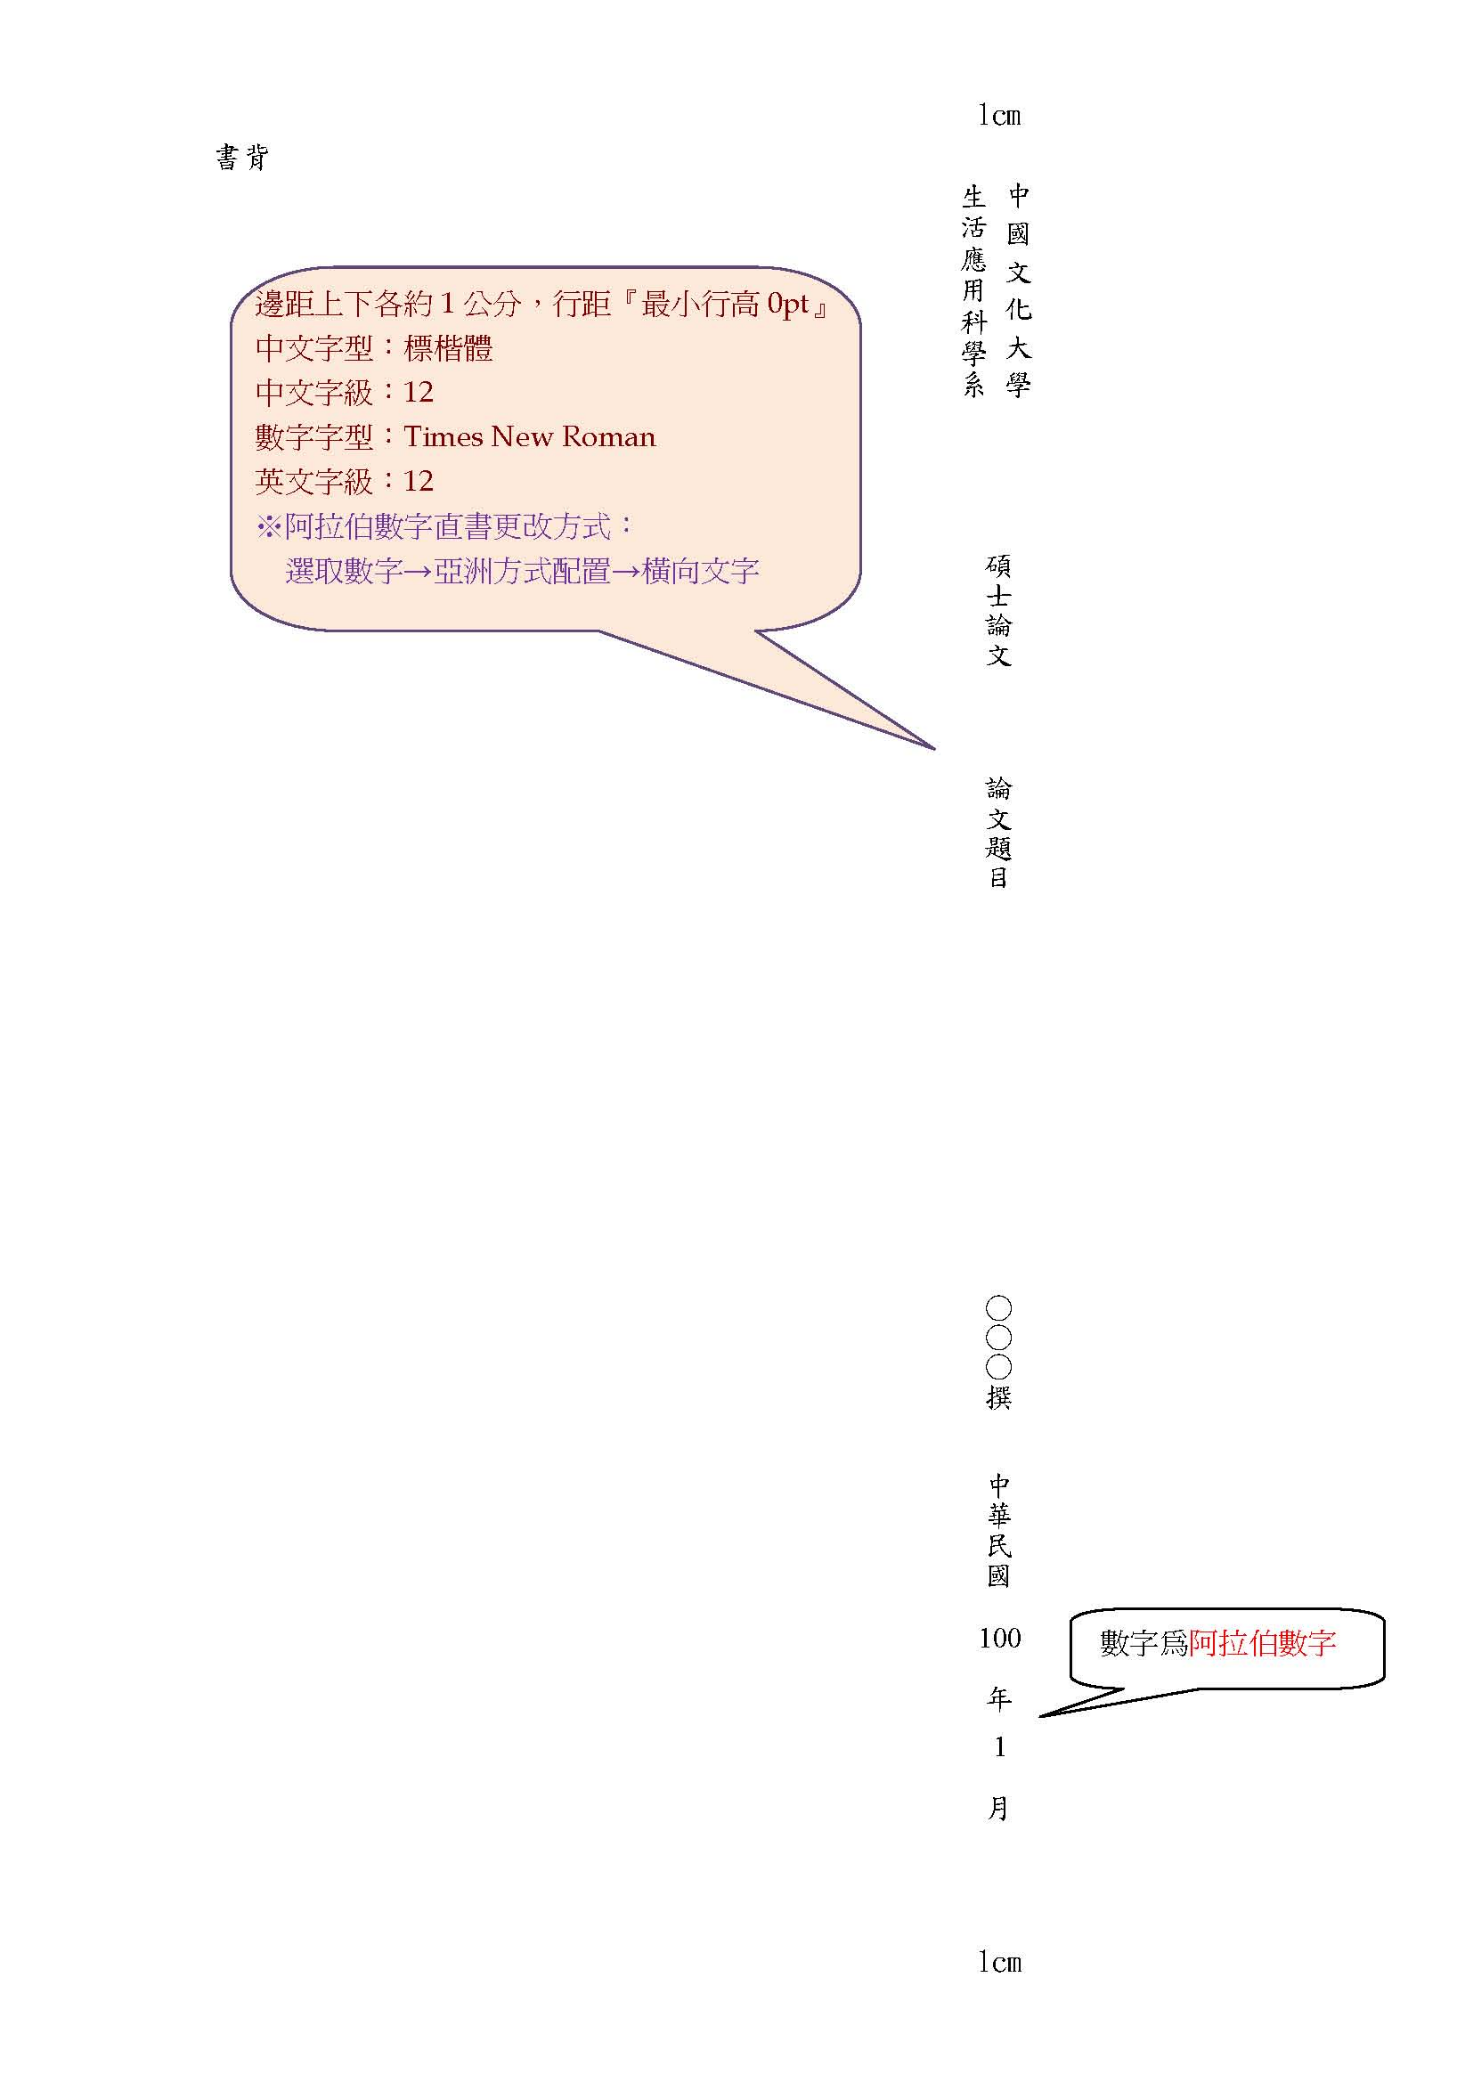 1cm
書背
中國文化大學
生活應用科學系
邊距上下各約 1 公分，行距『最小行高 0pt』
中文字型：標楷體
中文字級：12
數字字型：Times New Roman
英文字級：12
※阿拉伯數字直書更改方式：
選取數字→亞洲方式配置→橫向文字
碩士論文
論文題目
○○○撰
中華民國
100
年
1
月
數字為阿拉伯數字
1cm